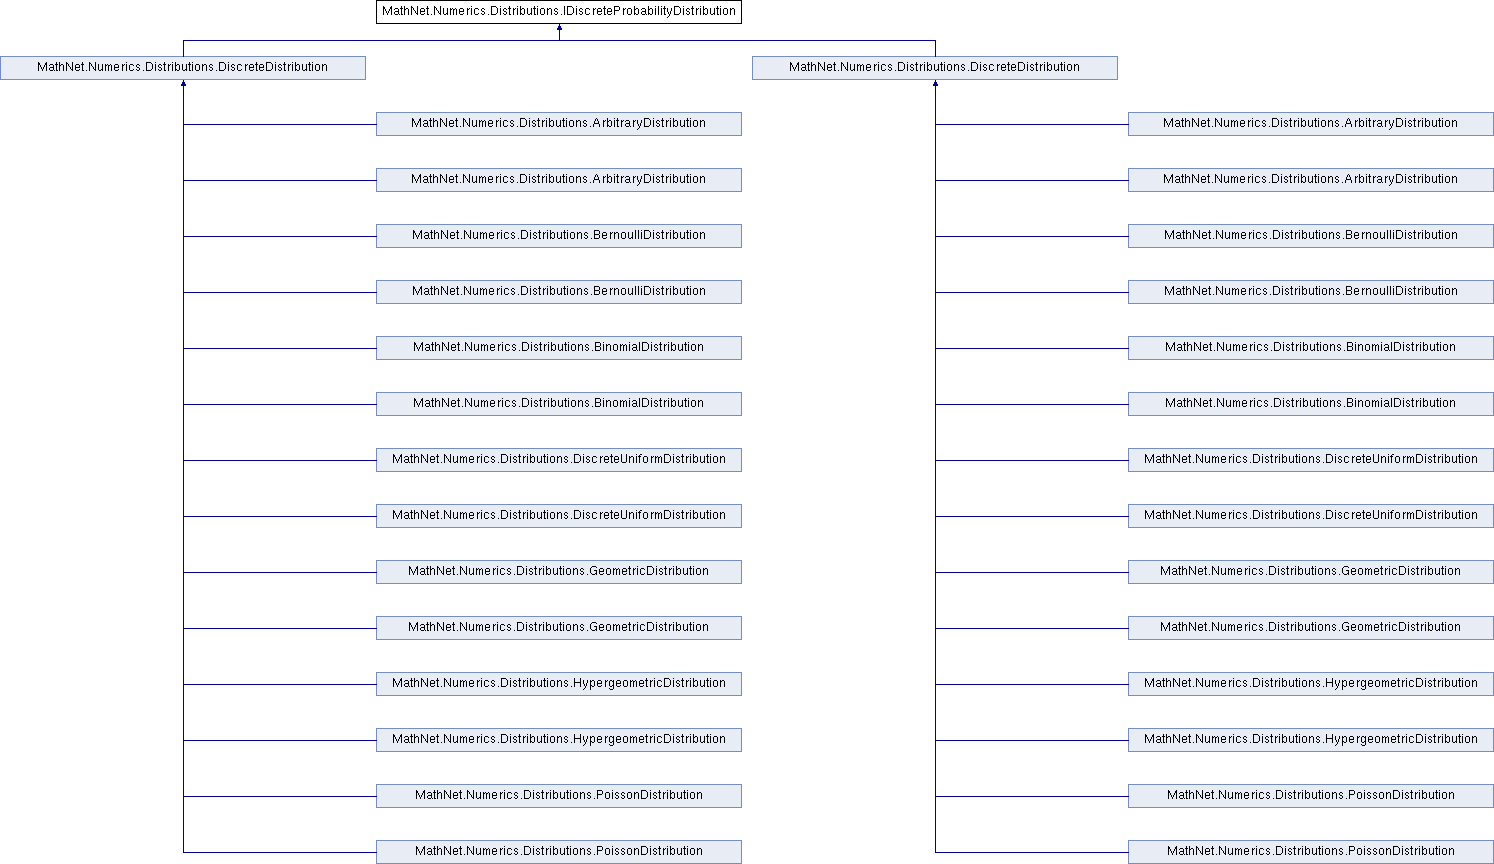 MathNet.Numerics.Distributions.IDiscreteProbabilityDistribution
MathNet.Numerics.Distributions.DiscreteDistribution
MathNet.Numerics.Distributions.DiscreteDistribution
MathNet.Numerics.Distributions.ArbitraryDistribution
MathNet.Numerics.Distributions.ArbitraryDistribution
MathNet.Numerics.Distributions.ArbitraryDistribution
MathNet.Numerics.Distributions.ArbitraryDistribution
MathNet.Numerics.Distributions.BernoulliDistribution
MathNet.Numerics.Distributions.BernoulliDistribution
MathNet.Numerics.Distributions.BernoulliDistribution
MathNet.Numerics.Distributions.BernoulliDistribution
MathNet.Numerics.Distributions.BinomialDistribution
MathNet.Numerics.Distributions.BinomialDistribution
MathNet.Numerics.Distributions.BinomialDistribution
MathNet.Numerics.Distributions.BinomialDistribution
MathNet.Numerics.Distributions.DiscreteUniformDistribution
MathNet.Numerics.Distributions.DiscreteUniformDistribution
MathNet.Numerics.Distributions.DiscreteUniformDistribution
MathNet.Numerics.Distributions.DiscreteUniformDistribution
MathNet.Numerics.Distributions.GeometricDistribution
MathNet.Numerics.Distributions.GeometricDistribution
MathNet.Numerics.Distributions.GeometricDistribution
MathNet.Numerics.Distributions.GeometricDistribution
MathNet.Numerics.Distributions.HypergeometricDistribution
MathNet.Numerics.Distributions.HypergeometricDistribution
MathNet.Numerics.Distributions.HypergeometricDistribution
MathNet.Numerics.Distributions.HypergeometricDistribution
MathNet.Numerics.Distributions.PoissonDistribution
MathNet.Numerics.Distributions.PoissonDistribution
MathNet.Numerics.Distributions.PoissonDistribution
MathNet.Numerics.Distributions.PoissonDistribution